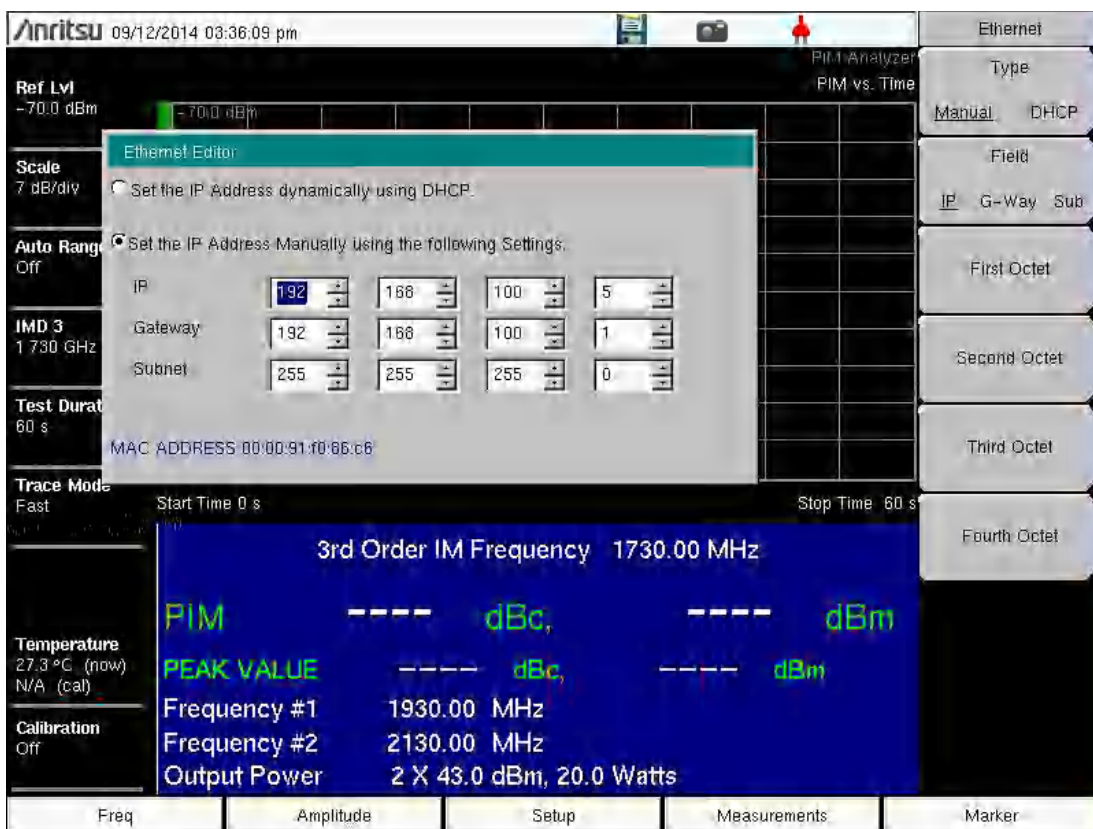 Anritsu 09/12/2014 03:36:09 pm
Ethernet
PIM Analyzer
PIM vs. Time
Type
Manual DHCP
Ref Lvl
-70.0 dBm
-70.0 dBm
Ethernet Editor
Field
IP G-Way Sub
Scale
7 dB/div
Set the IP Address dynamically using DHCP.
Auto Range
Off
Set the IP Address Manually using the following Settings.
First Octet
IP 192 168 100 5
IMD 3
1730 GHz
Gateway 192 168 100 1
Second Octet
Subnet 255 255 255 0
Test Durat
60 s
MAC ADDRESS 00:00:91:f0:66:c6
Third Octet
Trace Mode
Fast
Start Time 0 s
Stop Time 60 s
Fourth Octet
3rd Order IM Frequency 1730.00 MHz
PIM ---- dBc, ---- dBm
Temperature
27.3 °C (now)
N/A (cal)
PEAK VALUE ---- dBc, ---- dBm
Frequency #1 1930.00 MHz
Calibration
Off
Frequency #2 2130.00 MHz
Output Power 2 X 43.0 dBm, 20.0 Watts
Freq
Amplitude
Setup
Measurements
Marker